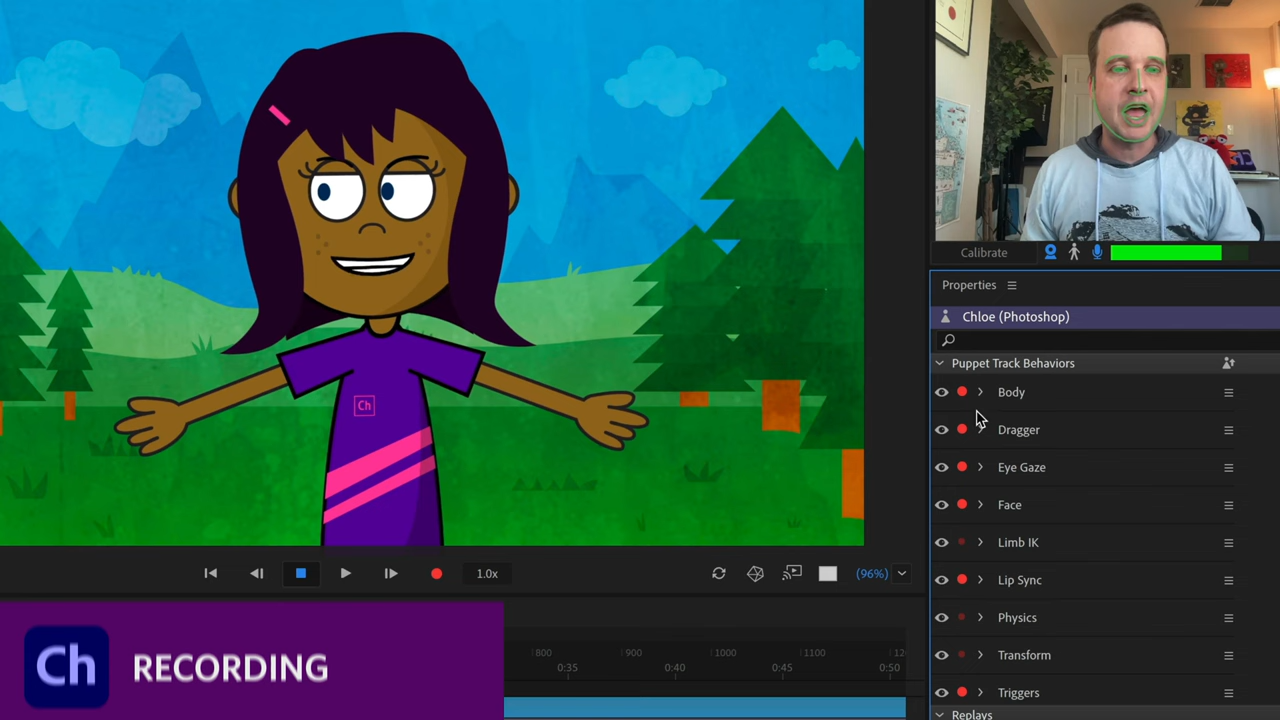 Calibrate
Properties
Chloe (Photoshop)
Puppet Track Behaviors
Body
Dragger
Eye Gaze
Face
Limb IK
Lip Sync
Physics
Transform
Triggers
Replays
Ch
1.0x
(96%)
800 900 1000 1100 12
0:35 0:40 0:45 0:50
Ch RECORDING